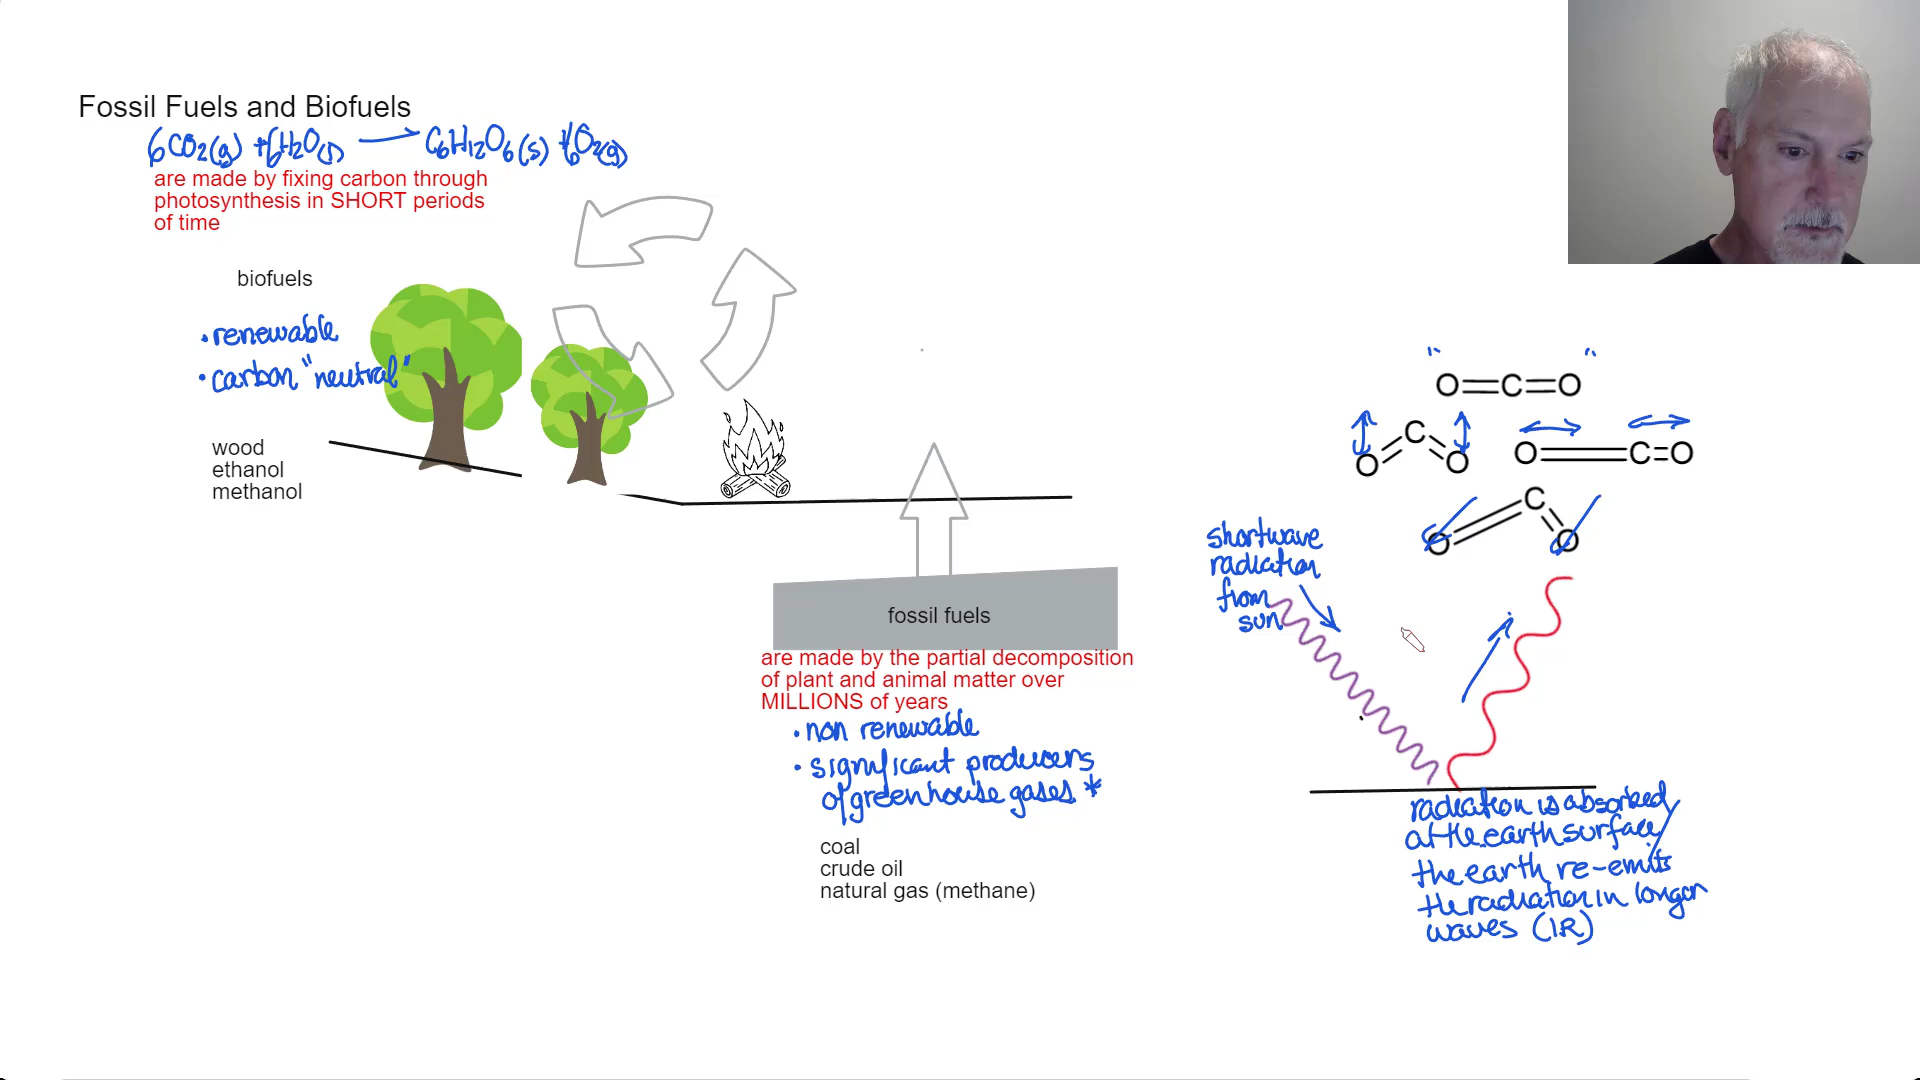 Fossil Fuels and Biofuels
6CO2(g) + 6H2O(l) → C6H12O6(s) + 6O2(g)
are made by fixing carbon through
photosynthesis in SHORT periods
of time
biofuels
• renewable
• carbon "neutral"
wood
ethanol
methanol
fossil fuels
are made by the partial decomposition
of plant and animal matter over
MILLIONS of years
• non renewable
• significant producers
of greenhouse gases *
coal
crude oil
natural gas (methane)
O=C=O
O=C=O
O=C=O
O=C=O
shortwave
radiation
from
sun
radiation is absorbed
at the earth surface
the earth re-emits
the radiation in longer
waves (IR)